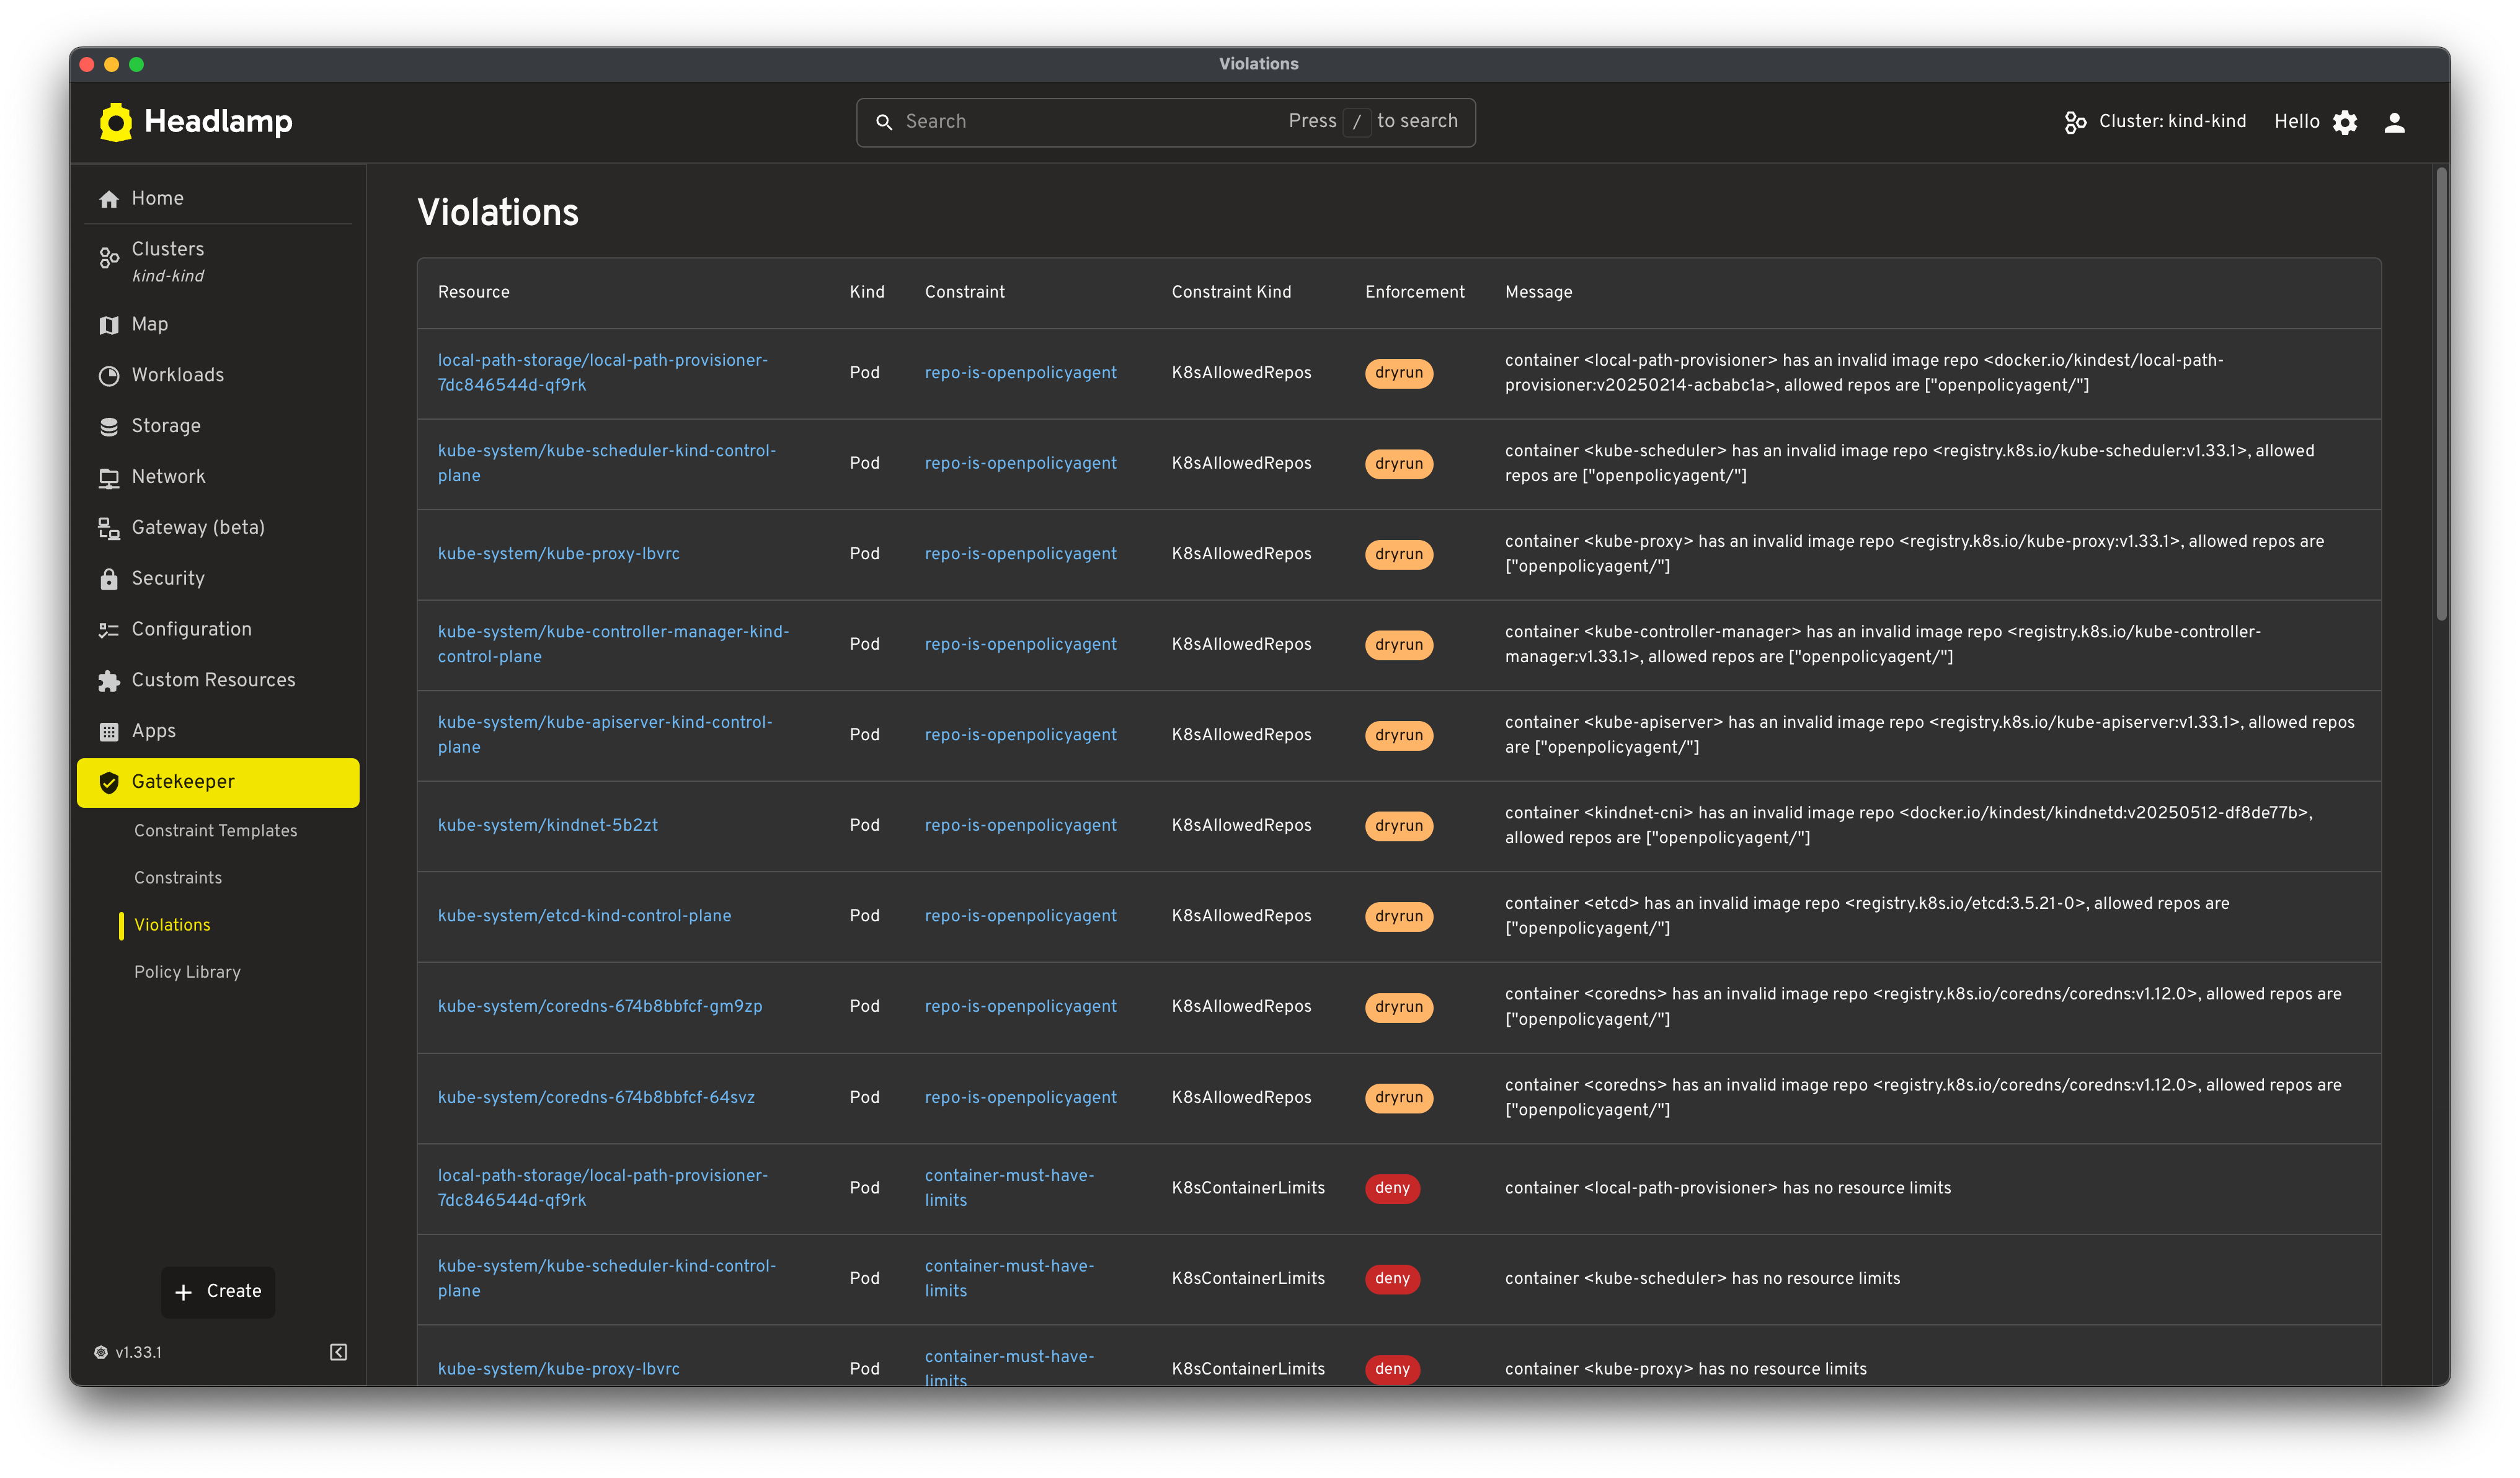 Violations
Headlamp
Search
Press / to search
Cluster: kind-kind
Hello
Home
Clusters
kind-kind
Map
Workloads
Storage
Network
Gateway (beta)
Security
Configuration
Custom Resources
Apps
Gatekeeper
Constraint Templates
Constraints
Violations
Policy Library
Create
v1.33.1
Violations
Resource Kind Constraint Constraint Kind Enforcement Message
local-path-storage/local-path-provisioner-
7dc846544d-qf9rk
Pod
repo-is-openpolicyagent
K8sAllowedRepos
dryrun
container <local-path-provisioner> has an invalid image repo <docker.io/kindest/local-path-
provisioner:v20250214-acbabc1a>, allowed repos are ["openpolicyagent/"]
kube-system/kube-scheduler-kind-control-
plane
Pod
repo-is-openpolicyagent
K8sAllowedRepos
dryrun
container <kube-scheduler> has an invalid image repo <registry.k8s.io/kube-scheduler:v1.33.1>, allowed
repos are ["openpolicyagent/"]
kube-system/kube-proxy-lbvrc
Pod
repo-is-openpolicyagent
K8sAllowedRepos
dryrun
container <kube-proxy> has an invalid image repo <registry.k8s.io/kube-proxy:v1.33.1>, allowed repos are
["openpolicyagent/"]
kube-system/kube-controller-manager-kind-
control-plane
Pod
repo-is-openpolicyagent
K8sAllowedRepos
dryrun
container <kube-controller-manager> has an invalid image repo <registry.k8s.io/kube-controller-
manager:v1.33.1>, allowed repos are ["openpolicyagent/"]
kube-system/kube-apiserver-kind-control-
plane
Pod
repo-is-openpolicyagent
K8sAllowedRepos
dryrun
container <kube-apiserver> has an invalid image repo <registry.k8s.io/kube-apiserver:v1.33.1>, allowed repos
are ["openpolicyagent/"]
kube-system/kindnet-5b2zt
Pod
repo-is-openpolicyagent
K8sAllowedRepos
dryrun
container <kindnet-cni> has an invalid image repo <docker.io/kindest/kindnetd:v20250512-df8de77b>,
allowed repos are ["openpolicyagent/"]
kube-system/etcd-kind-control-plane
Pod
repo-is-openpolicyagent
K8sAllowedRepos
dryrun
container <etcd> has an invalid image repo <registry.k8s.io/etcd:3.5.21-0>, allowed repos are
["openpolicyagent/"]
kube-system/coredns-674b8bbfcf-gm9zp
Pod
repo-is-openpolicyagent
K8sAllowedRepos
dryrun
container <coredns> has an invalid image repo <registry.k8s.io/coredns/coredns:v1.12.0>, allowed repos are
["openpolicyagent/"]
kube-system/coredns-674b8bbfcf-64svz
Pod
repo-is-openpolicyagent
K8sAllowedRepos
dryrun
container <coredns> has an invalid image repo <registry.k8s.io/coredns/coredns:v1.12.0>, allowed repos are
["openpolicyagent/"]
local-path-storage/local-path-provisioner-
7dc846544d-qf9rk
Pod
container-must-have-
limits
K8sContainerLimits
deny
container <local-path-provisioner> has no resource limits
kube-system/kube-scheduler-kind-control-
plane
Pod
container-must-have-
limits
K8sContainerLimits
deny
container <kube-scheduler> has no resource limits
kube-system/kube-proxy-lbvrc
Pod
container-must-have-
limits
K8sContainerLimits
deny
container <kube-proxy> has no resource limits